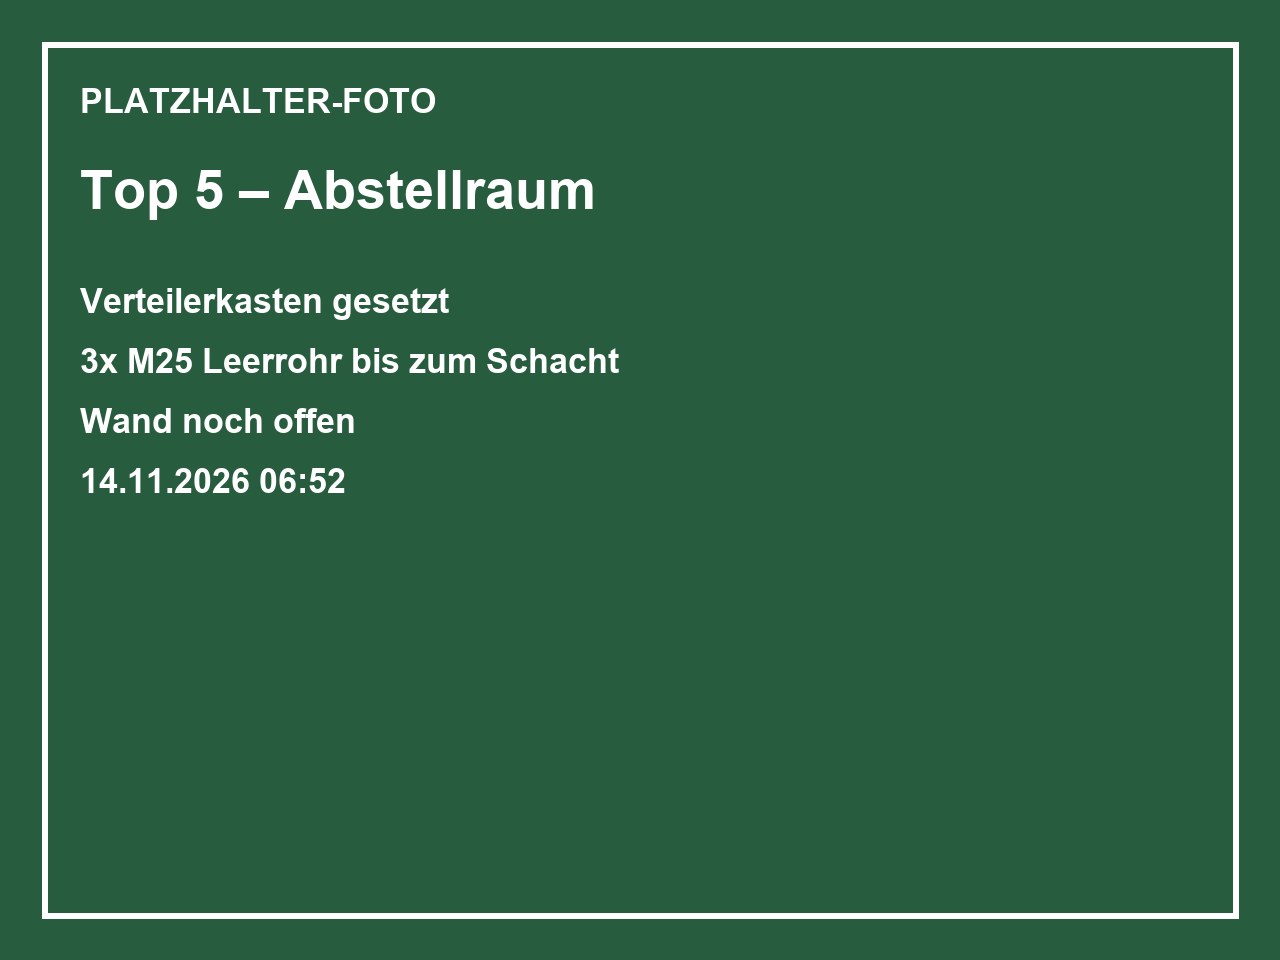 PLATZHALTER-FOTO
Top 5 – Abstellraum
Verteilerkasten gesetzt
3x M25 Leerrohr bis zum Schacht
Wand noch offen
14.11.2026 06:52